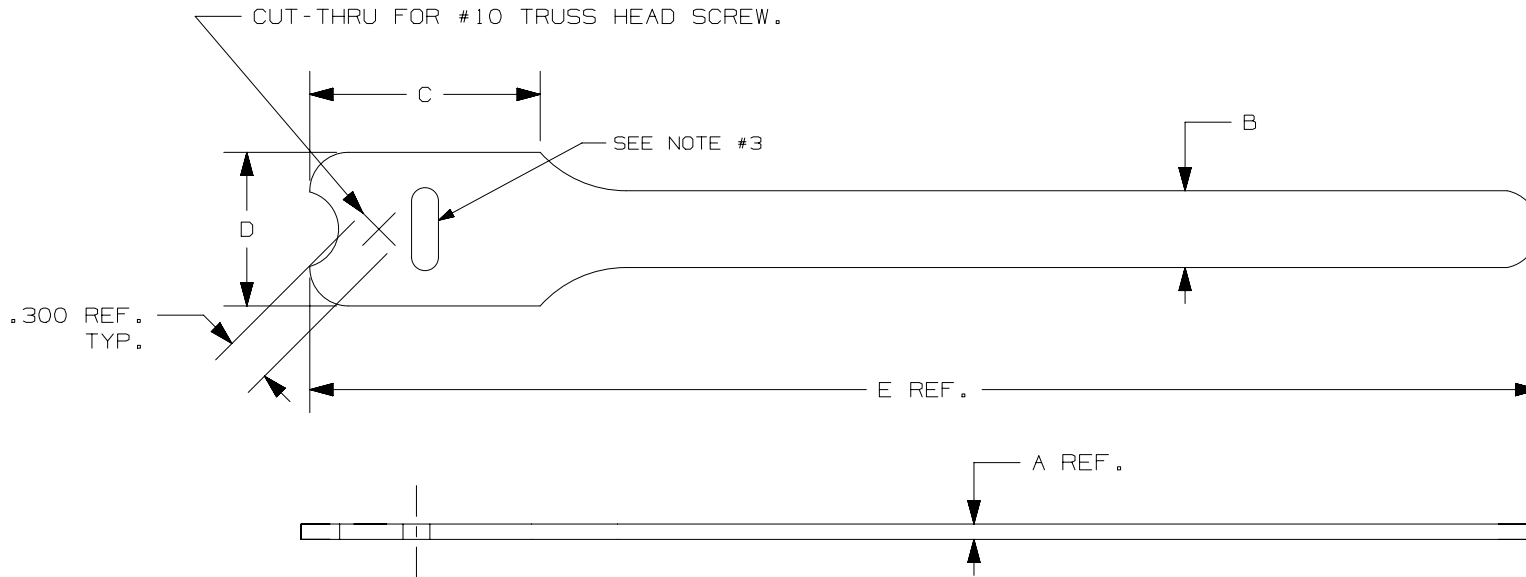 CUT-THRU FOR #10 TRUSS HEAD SCREW.
C
B
SEE NOTE #3
D
.300 REF.
TYP.
E REF.
A REF.